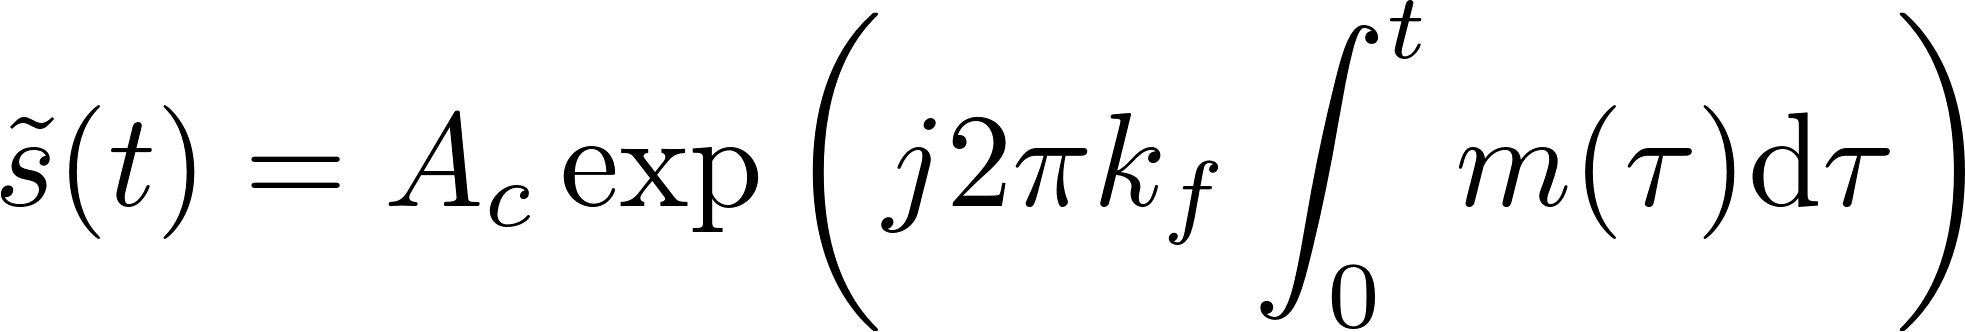 s̃(t) = A_c exp(j2πk_f ∫_0^t m(τ)dτ)